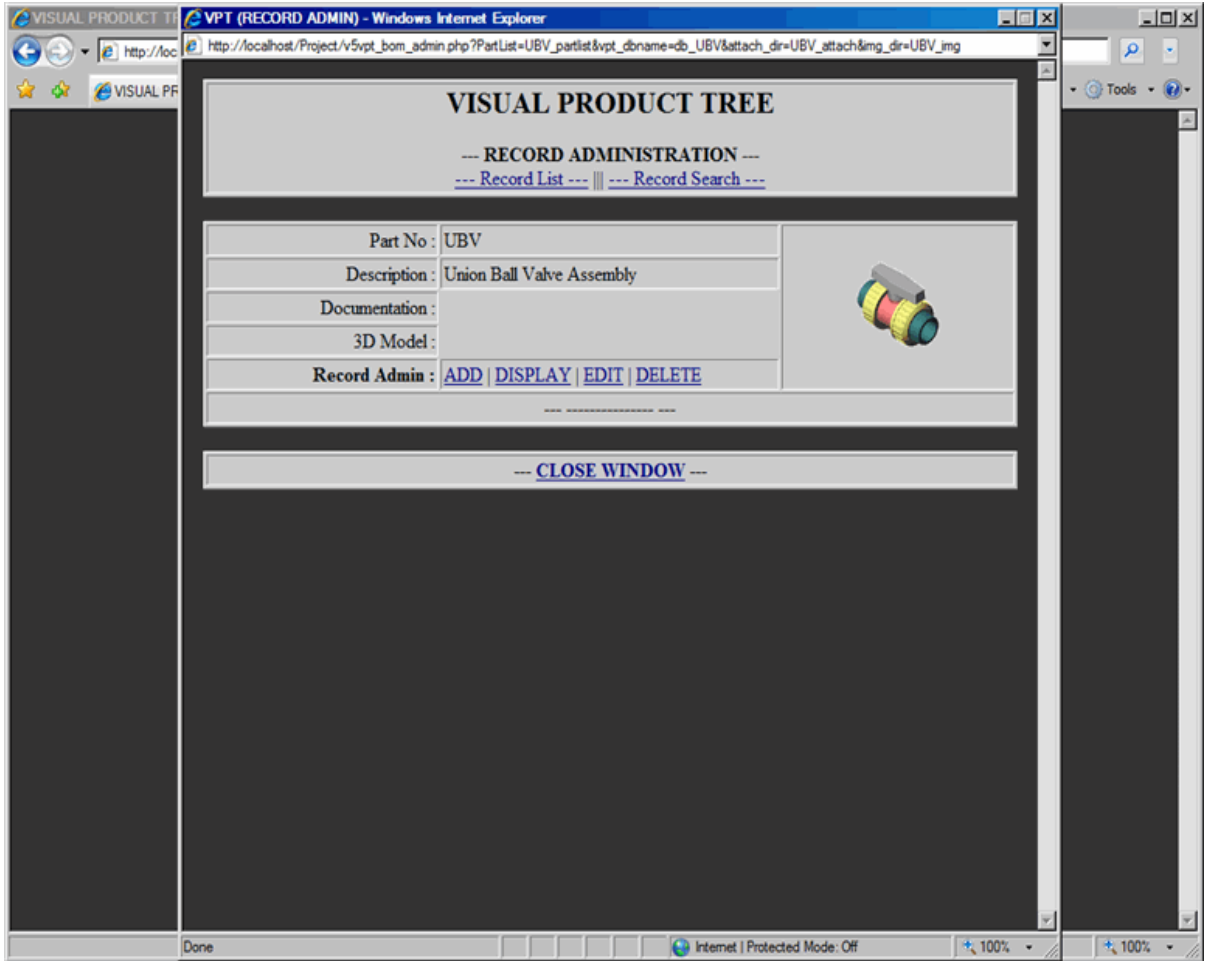 VISUAL PRODUCT TR
VPT (RECORD ADMIN) - Windows Internet Explorer
http://loc
http://localhost/Project/v5vpt_bom_admin.php?PartList=UBV_partlist&vpt_dbname=db_UBV&attach_dir=UBV_attach&img_dir=UBV_img
VISUAL PR
Tools
VISUAL PRODUCT TREE
--- RECORD ADMINISTRATION ---
--- Record List --- ||| --- Record Search ---
Part No : UBV
Description : Union Ball Valve Assembly
Documentation :
3D Model :
Record Admin : ADD | DISPLAY | EDIT | DELETE
--- --------------- ---
--- CLOSE WINDOW ---
Done
Internet | Protected Mode: Off
100%
100%